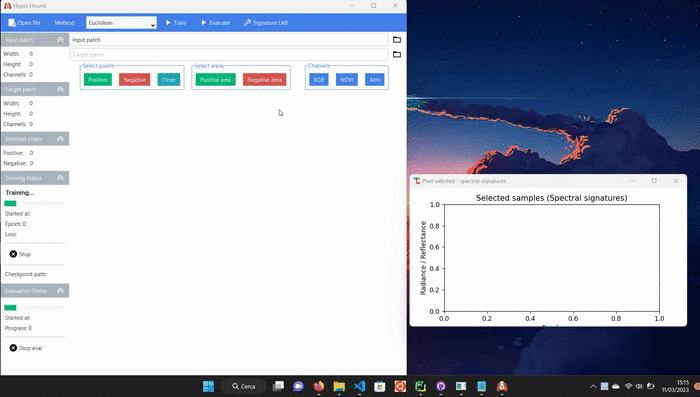 Hyper Hound
Open file Method: Euclidean Train Evaluate Signature LAB
Input patch
Width: 0
Height: 0
Channels: 0
Target patch
Width: 0
Height: 0
Channels: 0
Selected pixels
Positive: 0
Negative: 0
Training Status
Training...
Started at:
Epoch: 0
Loss:
Stop
Checkpoint path:
Evaluation Status
Started at:
Progress: 0
Stop eval
Input patch
Target patch
Select pixels
Positive Negative Clear
Select areas
Positive area Negative area
Channels
RGB NDVI
Pixel selected - spectral signatures
Selected samples (Spectral signatures)
Radiance / Reflectance
1.0
0.8
0.6
0.4
0.2
0.0
0.0 0.2 0.4 0.6 0.8 1.0
Cerca
15:15
11/03/2023